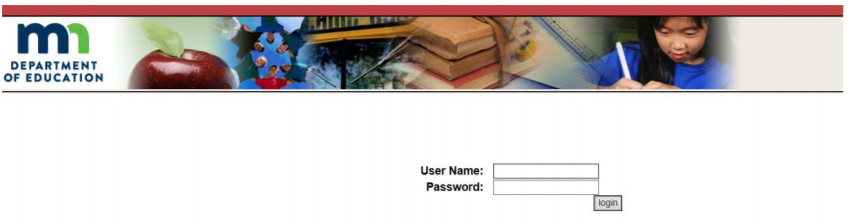 mn
DEPARTMENT
OF EDUCATION
User Name:
Password:
login